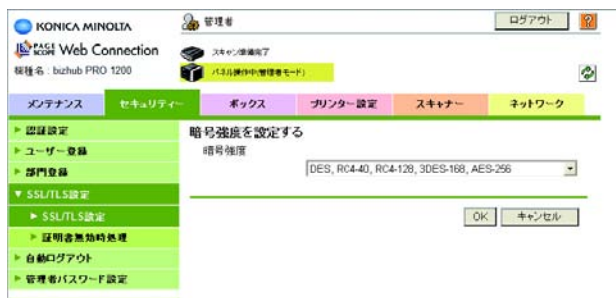 KONICA MINOLTA
管理者
ログアウト
?
PAGE SCOPE Web Connection
スキャン準備完了
機種名 : bizhub PRO 1200
パネル操作中(管理者モード)
メンテナンス
セキュリティー
ボックス
プリンター設定
スキャナー
ネットワーク
認証設定
ユーザー登録
部門登録
SSL/TLS設定
SSL/TLS設定
証明書無効時処理
自動ログアウト
管理者パスワード設定
暗号強度を設定する
暗号強度
DES, RC4-40, RC4-128, 3DES-168, AES-256
OK
キャンセル